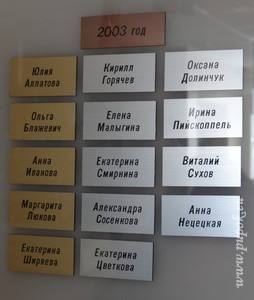 2003 год
Юлия
Алпатова
Кирилл
Горячев
Оксана
Долинчук
Ольга
Блажевич
Елена
Малыгина
Ирина
Пийскоппель
Анна
Иванова
Екатерина
Смирнина
Виталий
Сухов
Маргарита
Люкова
Александра
Сосенкова
Анна
Нецецкая
Екатерина
Ширяева
Екатерина
Цветкова